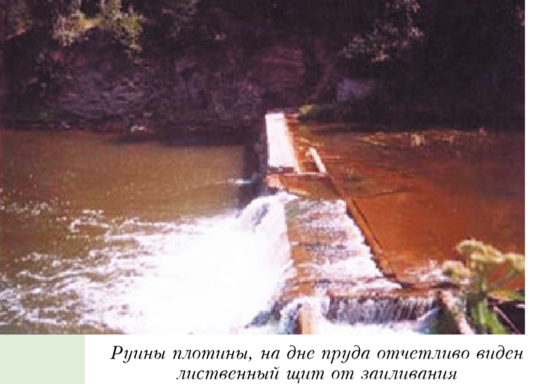 Руины плотины, на дне пруда отчетливо виден
лиственный щит от заиливания